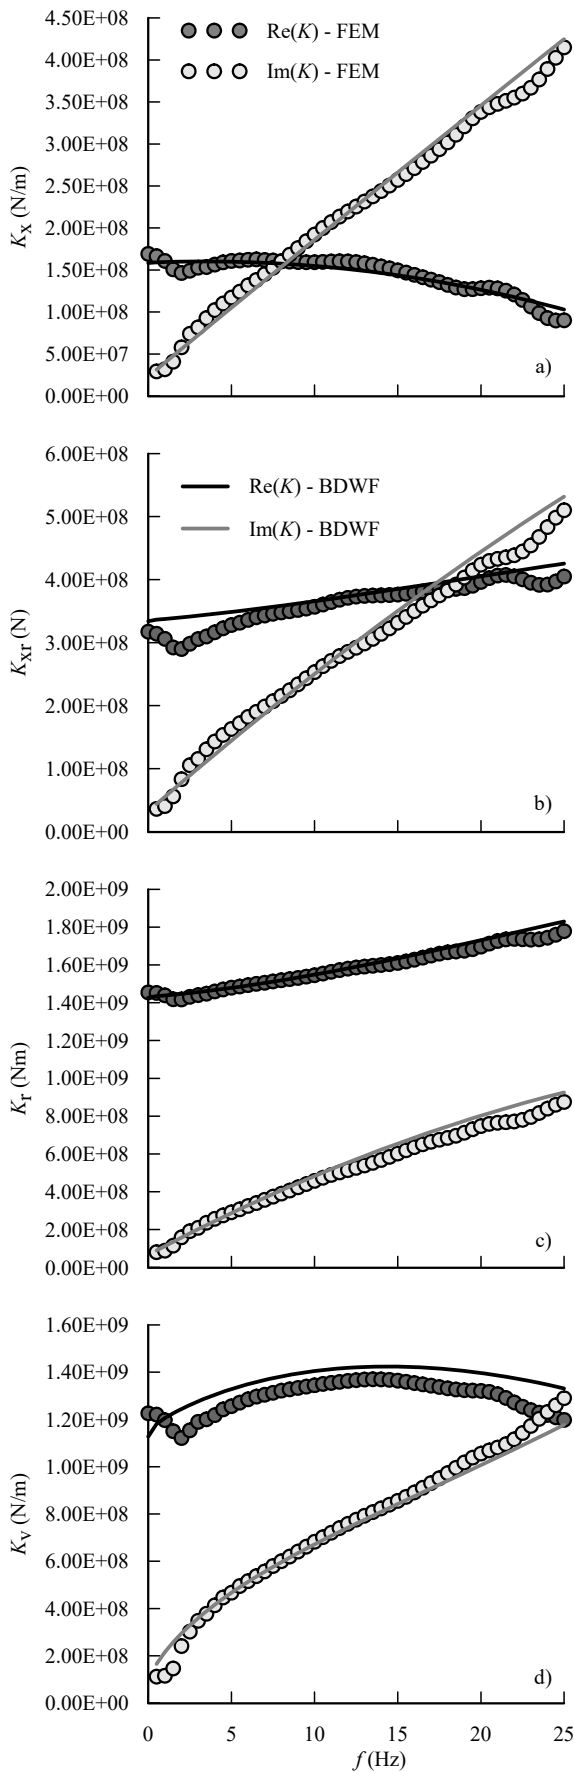 4.50E+08
Re(K) - FEM
4.00E+08
Im(K) - FEM
3.50E+08
3.00E+08
2.50E+08
2.00E+08
1.50E+08
1.00E+08
5.00E+07
0.00E+00
KX (N/m)
a)
6.00E+08
Re(K) - BDWF
5.00E+08
Im(K) - BDWF
4.00E+08
3.00E+08
2.00E+08
1.00E+08
0.00E+00
Kxr (N)
b)
2.00E+09
1.80E+09
1.60E+09
1.40E+09
1.20E+09
1.00E+09
8.00E+08
6.00E+08
4.00E+08
2.00E+08
0.00E+00
Kr (Nm)
c)
1.60E+09
1.40E+09
1.20E+09
1.00E+09
8.00E+08
6.00E+08
4.00E+08
2.00E+08
0.00E+00
Kv (N/m)
d)
0 5 10 15 20 25
f (Hz)